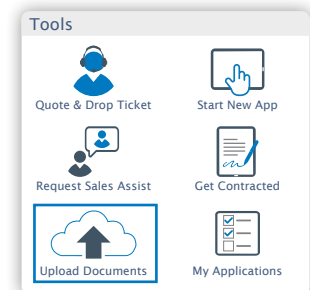 Tools
Quote & Drop Ticket
Start New App
Request Sales Assist
Get Contracted
Upload Documents
My Applications